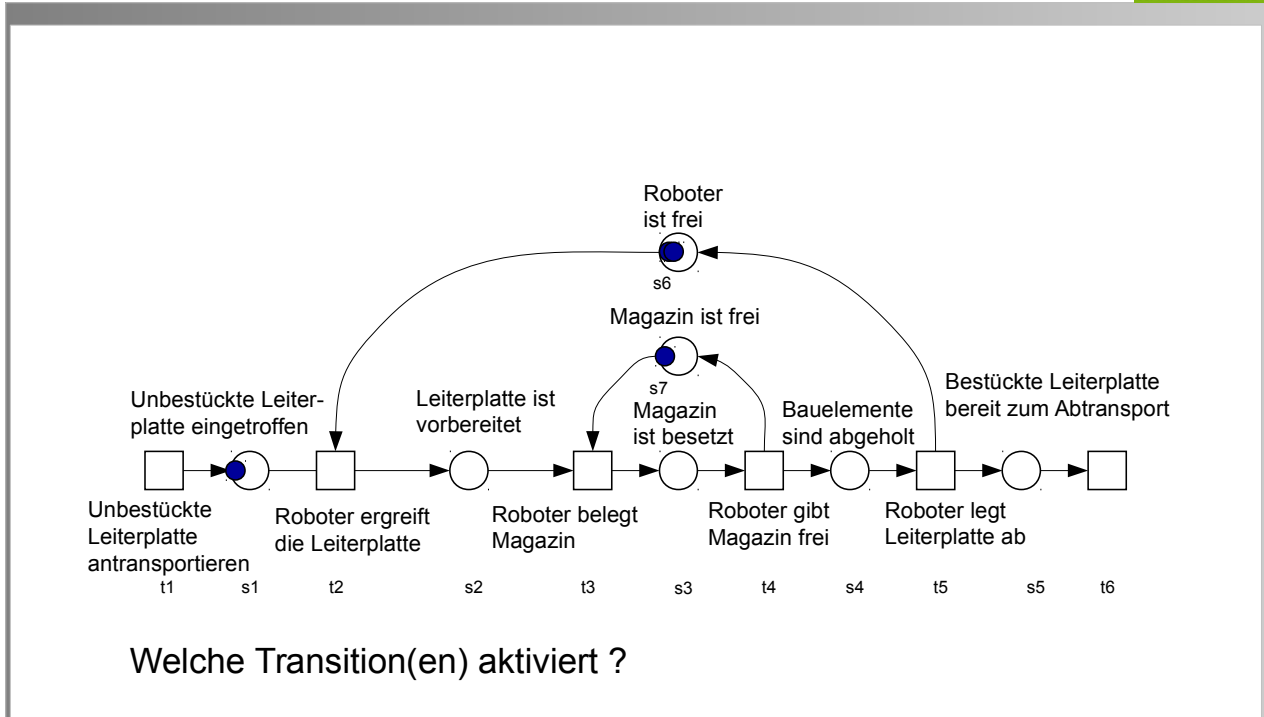 Roboter
ist frei
s6
Magazin ist frei
s7
Unbestückte Leiter-
platte eingetroffen
Leiterplatte ist
vorbereitet
Magazin
ist besetzt
Bauelemente
sind abgeholt
Bestückte Leiterplatte
bereit zum Abtransport
Unbestückte
Leiterplatte
antransportieren
Roboter ergreift
die Leiterplatte
Roboter belegt
Magazin
Roboter gibt
Magazin frei
Roboter legt
Leiterplatte ab
t1 s1 t2 s2 t3 s3 t4 s4 t5 s5 t6
Welche Transition(en) aktiviert ?